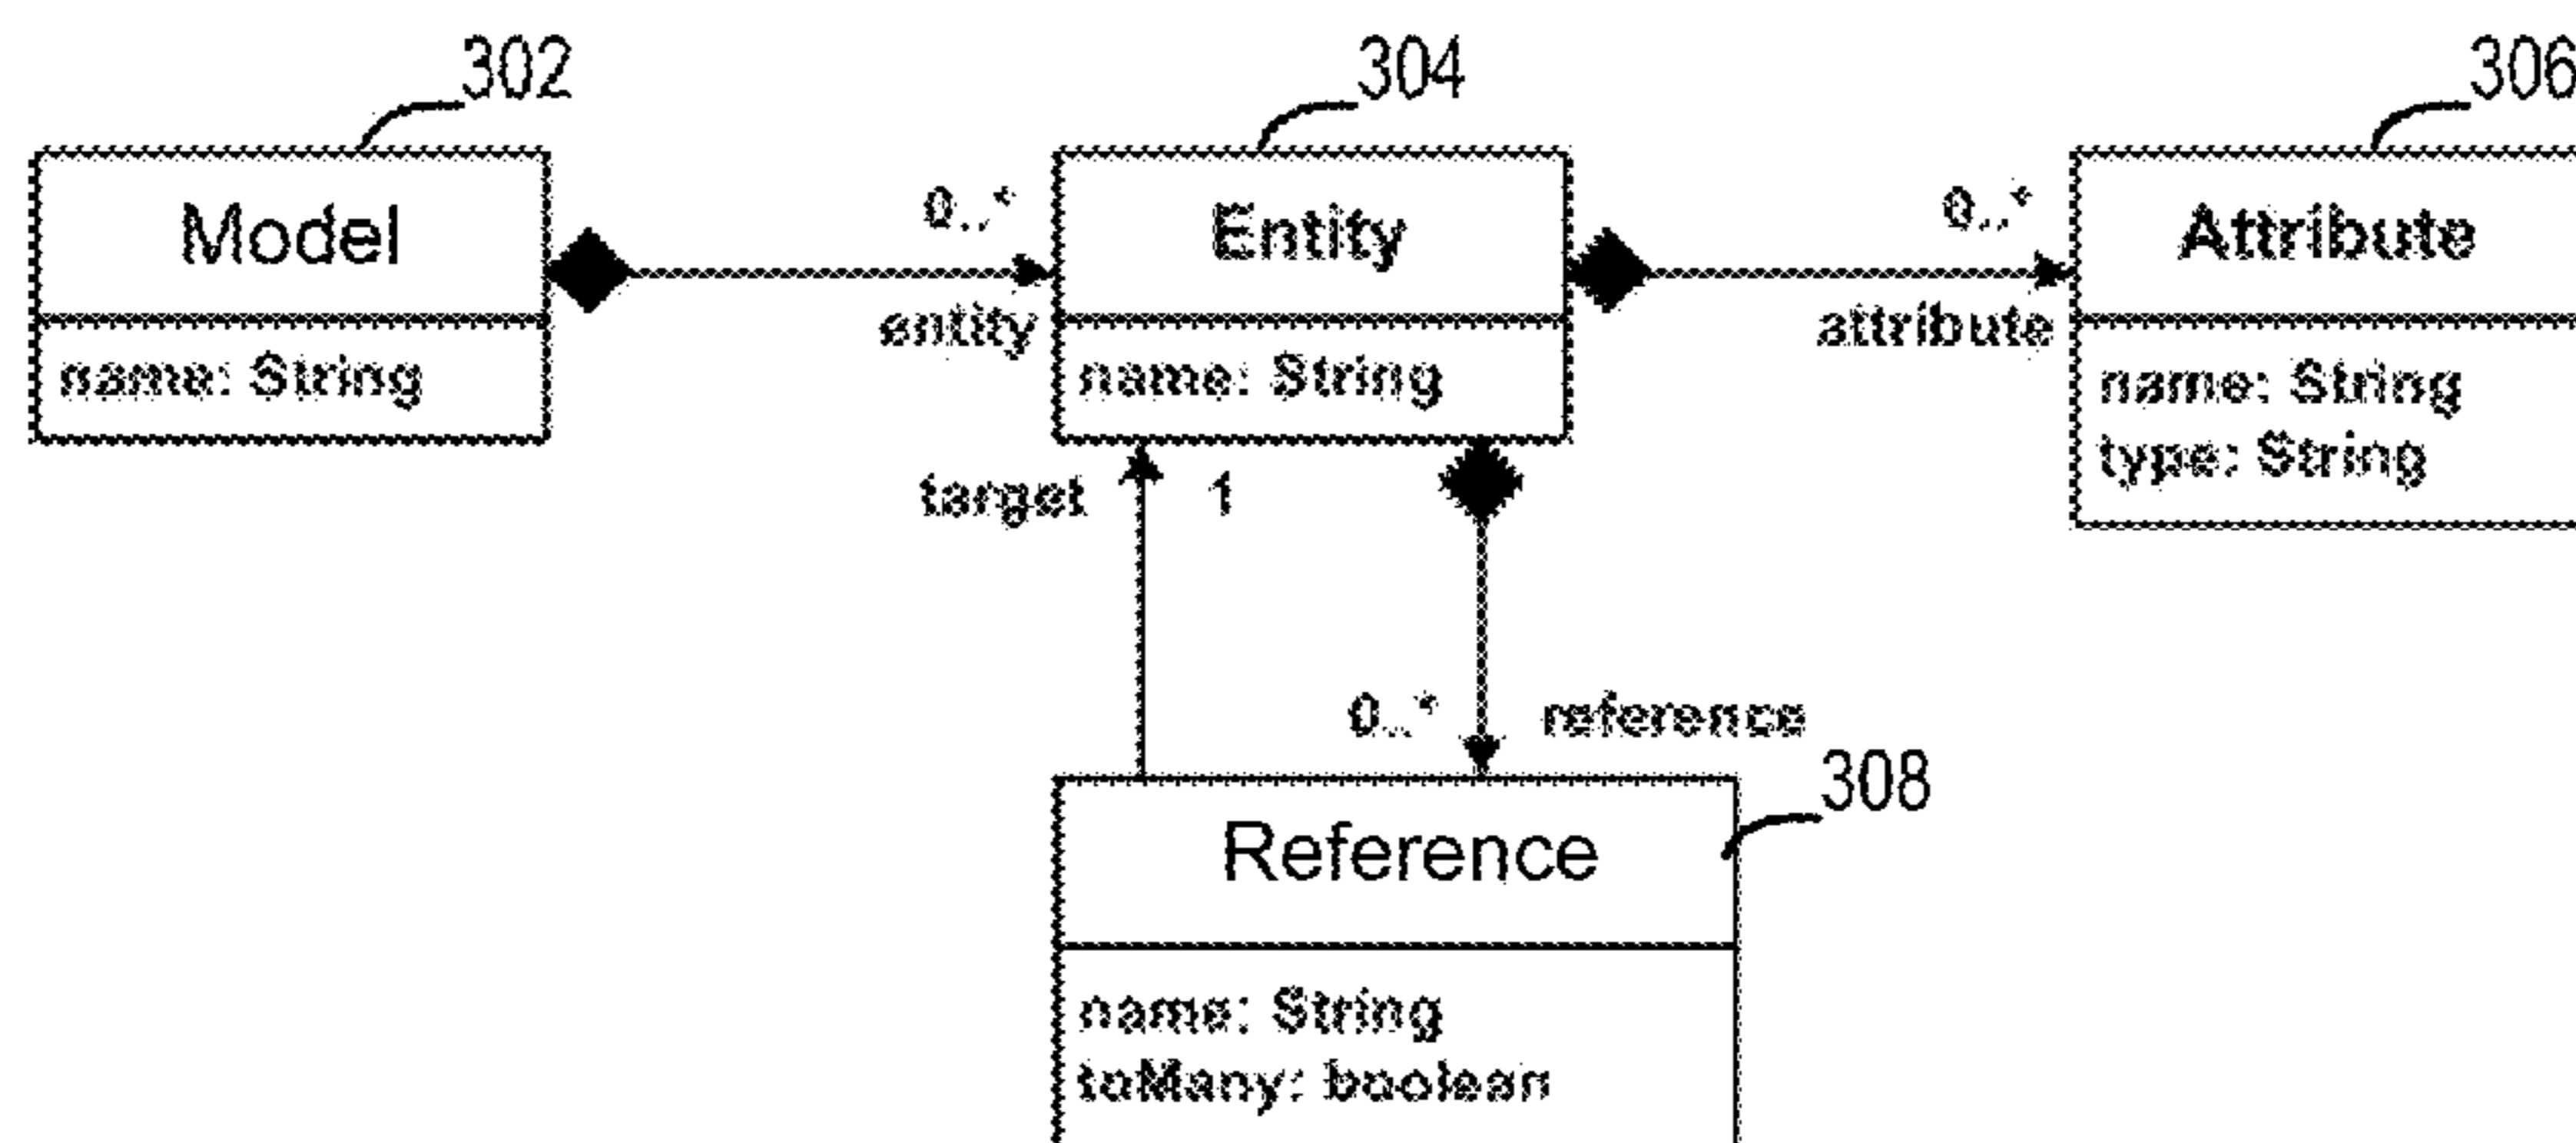 302
304
306
Model
0..*
Entity
0..*
Attribute
entity
attribute
name: String
name: String
name: String
type: String
target
1
0..*
reference
308
Reference
name: String
toMany: boolean